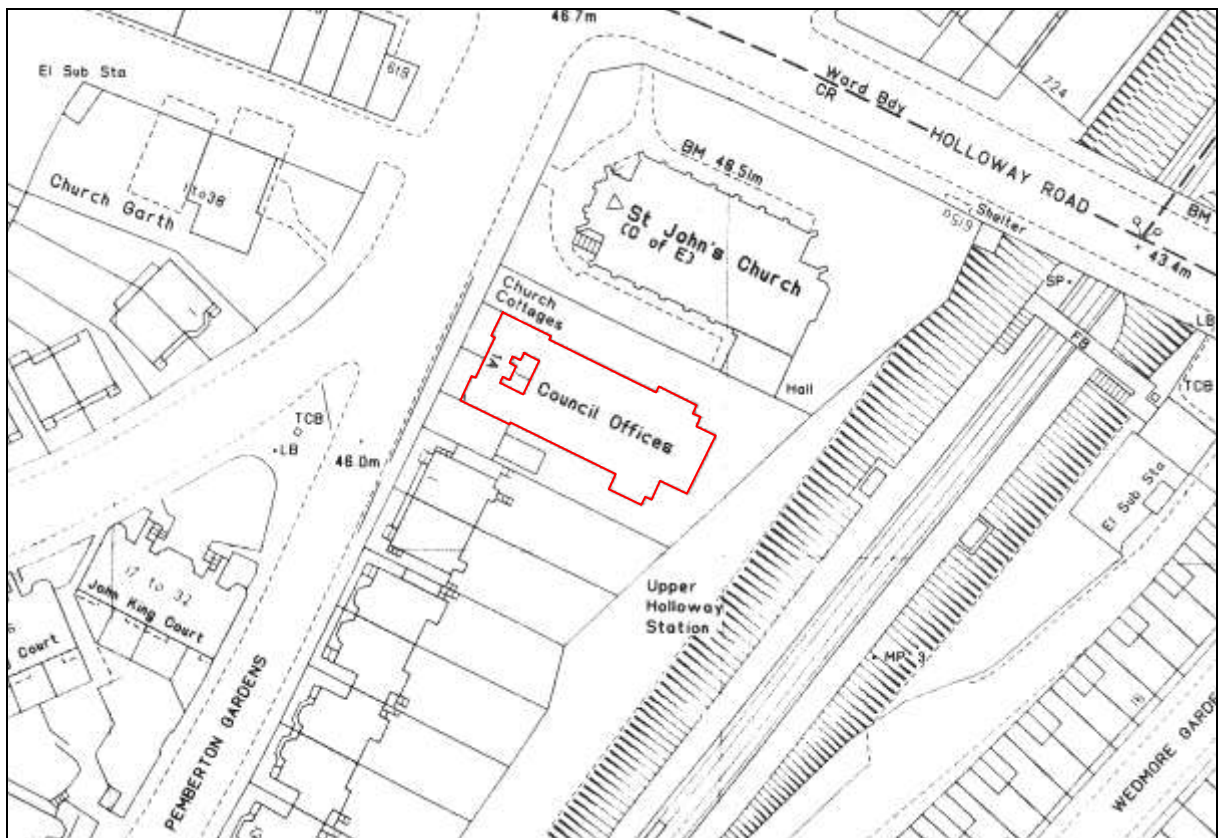 46.7m
El Sub Sta
619
Ward Bdy
CR
724
HOLLOWAY ROAD
BM 48.51m
Church Garth
1 to 38
St John's Church
(C of E)
Shelter
BM
43.4m
SP
LB
FB
TCB
Church
Cottages
1A
Council Offices
Hall
TCB
LB
46.0m
El Sub Sta
17 to 32
John King Court
Court
Upper
Holloway
Station
MP
PEMBERTON GARDENS
WEDMORE GARDE